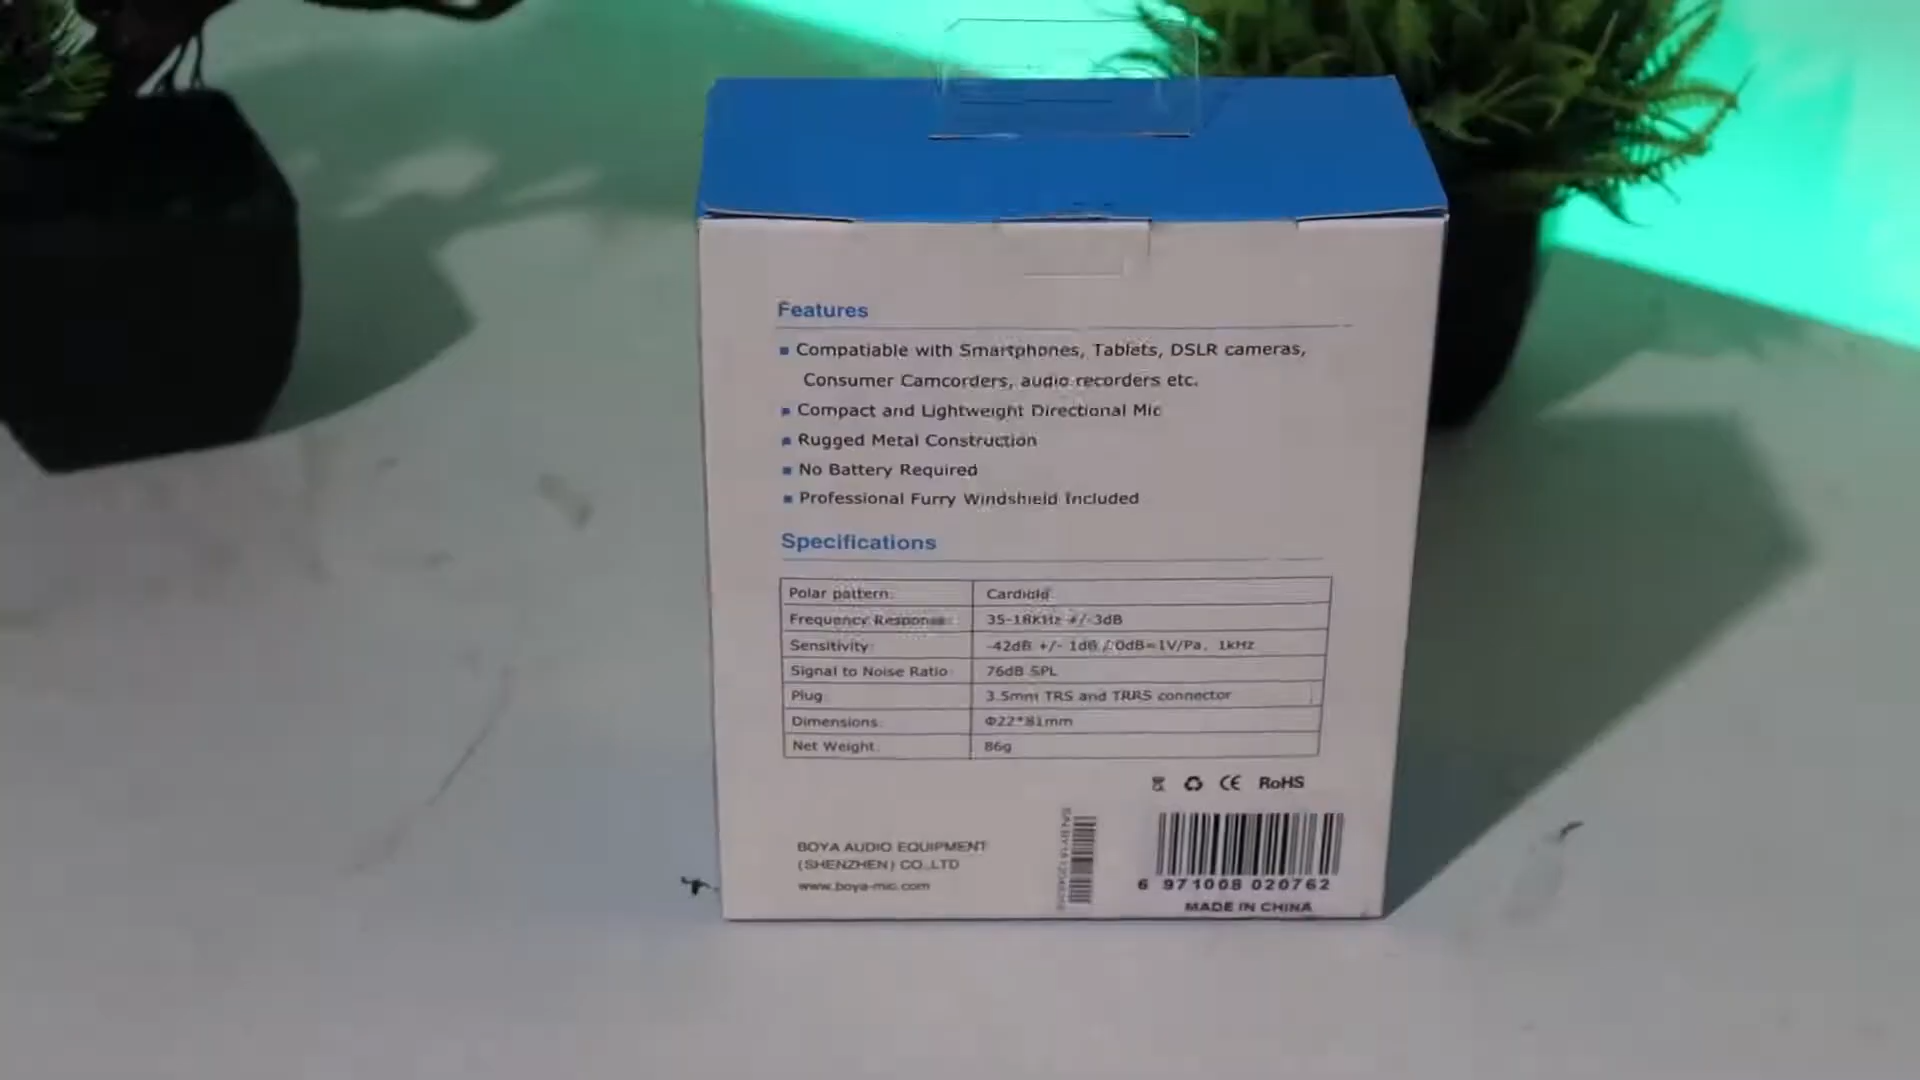 Features
Compatiable with Smartphones, Tablets, DSLR cameras,
Consumer Camcorders, audio recorders etc.
Compact and Lightweight Directional Mic
Rugged Metal Construction
No Battery Required
Professional Furry Windshield Included
Specifications
Polar pattern: Cardioid
Frequency Response: 35-18KHz +/-3dB
Sensitivity: -42dB +/- 1dB / 0dB=1V/Pa, 1kHz
Signal to Noise Ratio: 76dB SPL
Plug: 3.5mm TRS and TRRS connector
Dimensions: Φ22*81mm
Net Weight: 86g
CE RoHS
BOYA AUDIO EQUIPMENT
(SHENZHEN) CO.,LTD
www.boya-mic.com
6 971008 020762
MADE IN CHINA